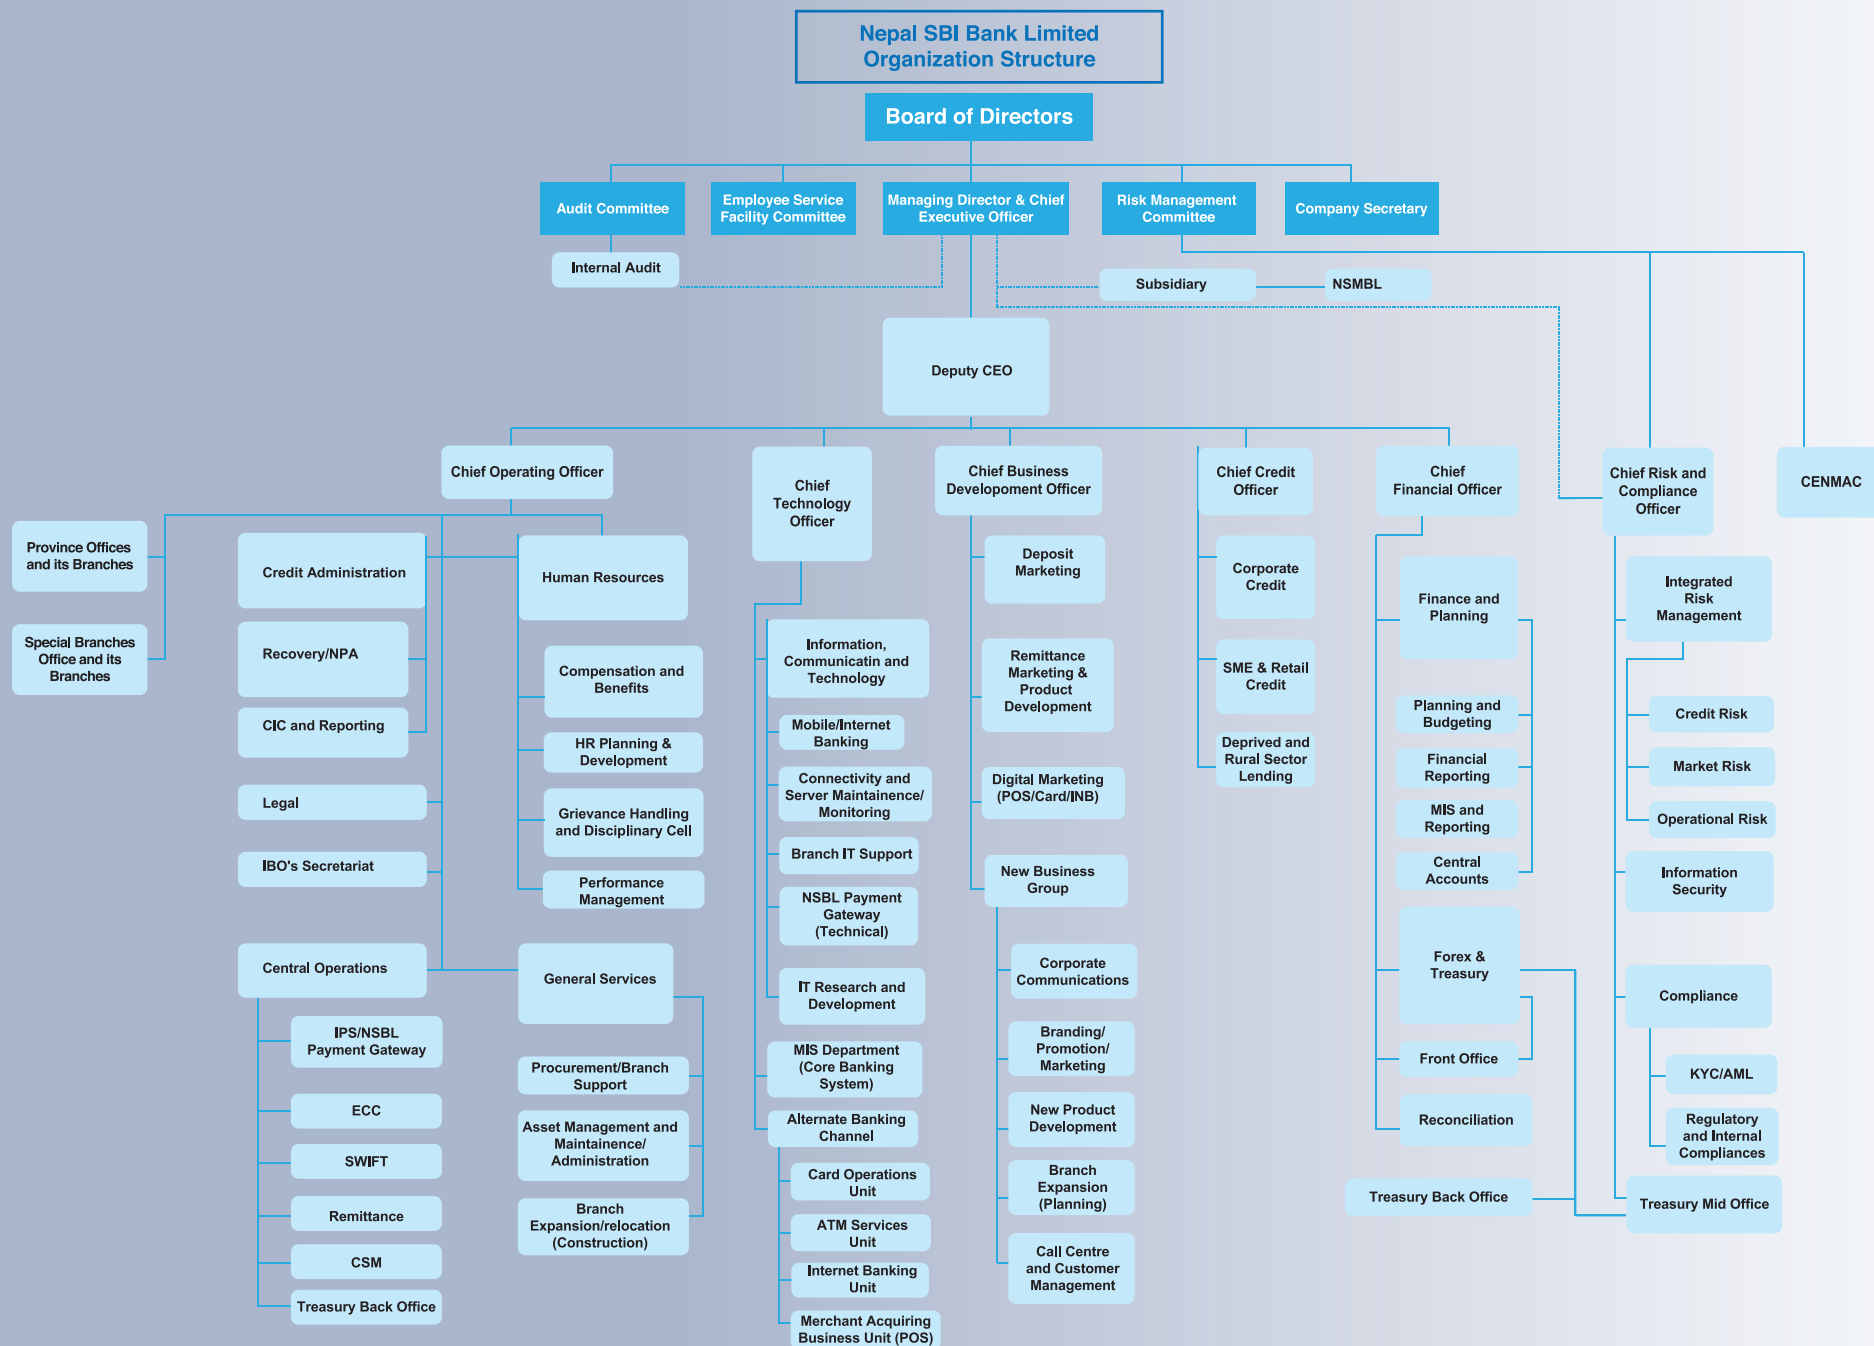 Nepal SBI Bank Limited
Organization Structure
Board of Directors
Audit Committee
Employee Service
Facility Committee
Managing Director & Chief
Executive Officer
Risk Management
Committee
Company Secretary
Internal Audit
Subsidiary
NSMBL
Deputy CEO
Chief Operating Officer
Chief
Technology
Officer
Chief Business
Developoment Officer
Chief Credit
Officer
Chief
Financial Officer
Chief Risk and
Compliance
Officer
CENMAC
Province Offices
and its Branches
Special Branches
Office and its
Branches
Credit Administration
Recovery/NPA
CIC and Reporting
Legal
IBO's Secretariat
Central Operations
IPS/NSBL
Payment Gateway
ECC
SWIFT
Remittance
CSM
Treasury Back Office
Human Resources
Compensation and
Benefits
HR Planning &
Development
Grievance Handling
and Disciplinary Cell
Performance
Management
General Services
Procurement/Branch
Support
Asset Management and
Maintainence/
Administration
Branch
Expansion/relocation
(Construction)
Information,
Communicatin and
Technology
Mobile/Internet
Banking
Connectivity and
Server Maintainence/
Monitoring
Branch IT Support
NSBL Payment
Gateway
(Technical)
IT Research and
Development
MIS Department
(Core Banking
System)
Alternate Banking
Channel
Card Operations
Unit
ATM Services
Unit
Internet Banking
Unit
Merchant Acquiring
Business Unit (POS)
Deposit
Marketing
Remittance
Marketing &
Product
Development
Digital Marketing
(POS/Card/INB)
New Business
Group
Corporate
Communications
Branding/
Promotion/
Marketing
New Product
Development
Branch
Expansion
(Planning)
Call Centre
and Customer
Management
Corporate
Credit
SME & Retail
Credit
Deprived and
Rural Sector
Lending
Finance and
Planning
Planning and
Budgeting
Financial
Reporting
MIS and
Reporting
Central
Accounts
Forex &
Treasury
Front Office
Reconciliation
Treasury Back Office
Integrated
Risk
Management
Credit Risk
Market Risk
Operational Risk
Information
Security
Compliance
KYC/AML
Regulatory
and Internal
Compliances
Treasury Mid Office